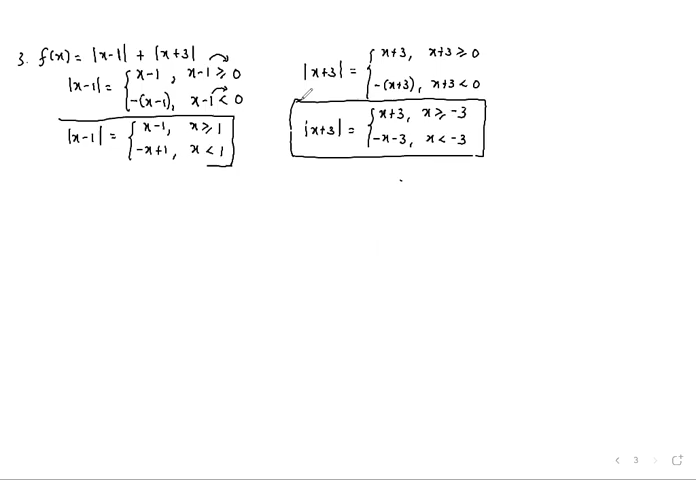 3. f(x) = |x-1| + |x+3|
|x-1| = { x-1 , x-1 ≥ 0
-(x-1), x-1 < 0
|x-1| = { x-1, x ≥ 1
-x+1, x < 1
|x+3| = { x+3, x+3 ≥ 0
-(x+3), x+3 < 0
|x+3| = { x+3, x ≥ -3
-x-3, x < -3
< 3 >